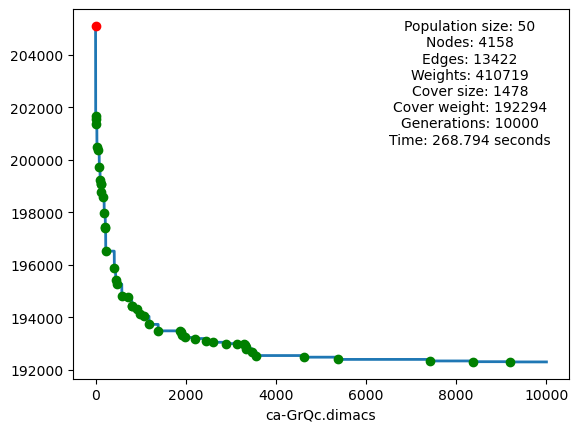 Population size: 50
Nodes: 4158
Edges: 13422
Weights: 410719
Cover size: 1478
Cover weight: 192294
Generations: 10000
Time: 268.794 seconds
204000
202000
200000
198000
196000
194000
192000
0 2000 4000 6000 8000 10000
ca-GrQc.dimacs